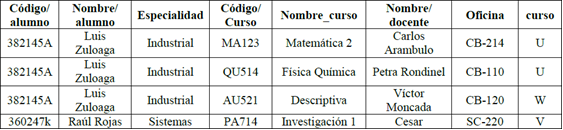 Código/alumno Nombre/alumno Especialidad Código/Curso Nombre_curso Nombre/docente Oficina curso
382145A Luis Zuloaga Industrial MA123 Matemática 2 Carlos Arambulo CB-214 U
382145A Luis Zuloaga Industrial QU514 Física Química Petra Rondinel CB-110 U
382145A Luis Zuloaga Industrial AU521 Descriptiva Víctor Moncada CB-120 W
360247k Raúl Rojas Sistemas PA714 Investigación 1 Cesar SC-220 V